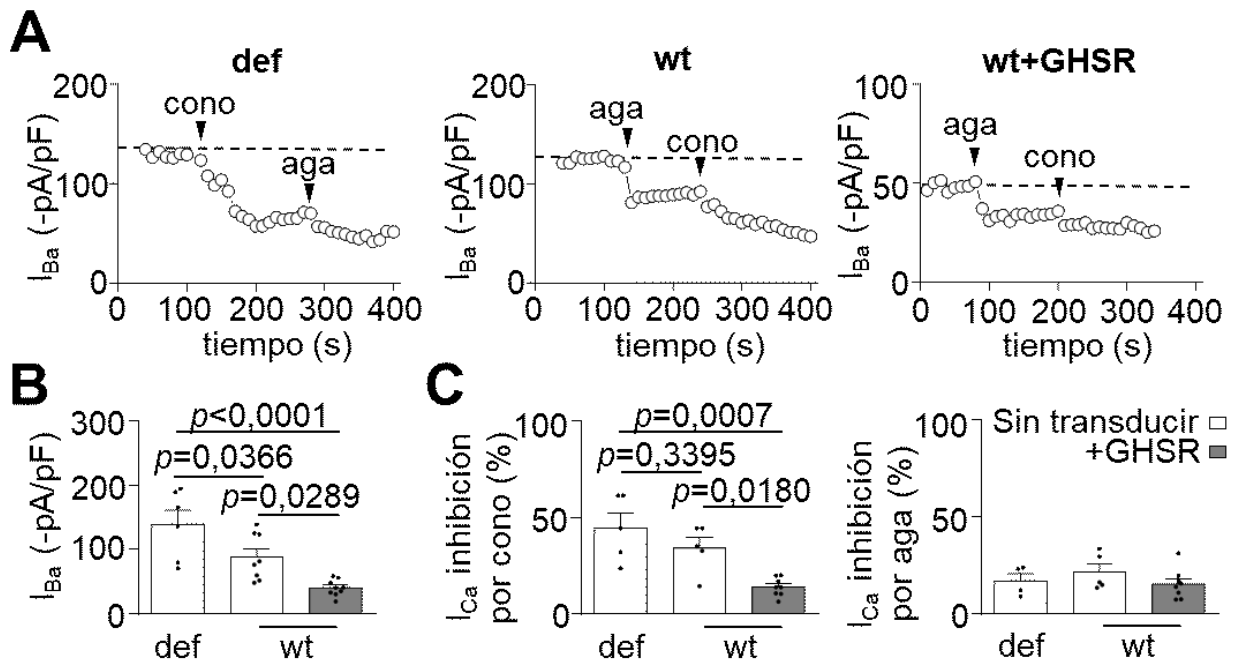 A
def
wt
wt+GHSR
200
100
0
I_Ba (-pA/pF)
cono
aga
0 100 200 300 400
tiempo (s)
200
100
0
I_Ba (-pA/pF)
aga
cono
0 100 200 300 400
tiempo (s)
100
50
0
I_Ba (-pA/pF)
aga
cono
0 100 200 300 400
tiempo (s)
B
300
200
100
0
I_Ba (-pA/pF)
p<0,0001
p=0,0366
p=0,0289
def
wt
C
100
50
0
I_Ca inhibición
por cono (%)
p=0,0007
p=0,3395
p=0,0180
def
wt
100
50
0
I_Ca inhibición
por aga (%)
Sin transducir
+GHSR
def
wt